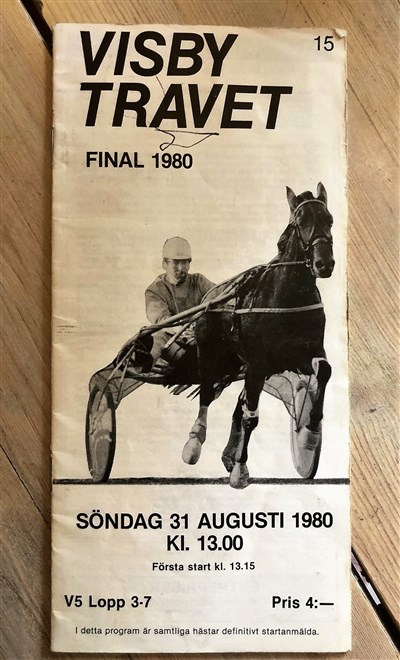 VISBY
TRAVET
15
FINAL 1980
SÖNDAG 31 AUGUSTI 1980
Kl. 13.00
Första start kl. 13.15
V5 Lopp 3-7
Pris 4:—
I detta program är samtliga hästar definitivt startanmälda.